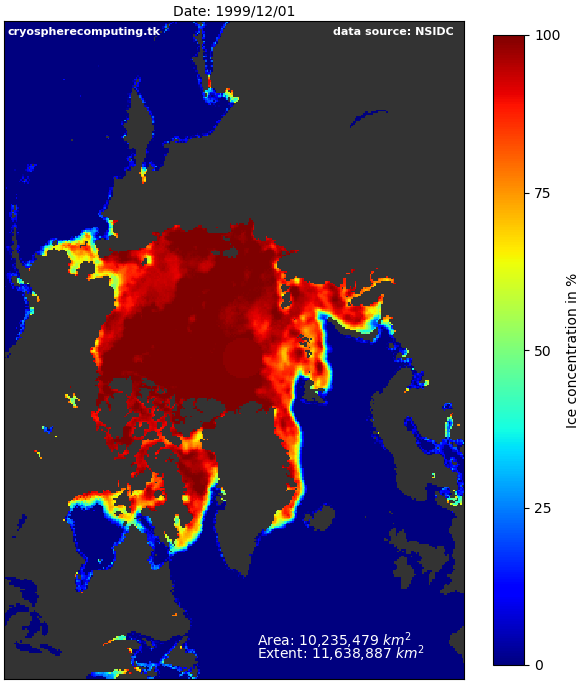 Date: 1999/12/01
cryospherecomputing.tk
data source: NSIDC
100
75
50
25
0
Ice concentration in %
Area: 10,235,479 km²
Extent: 11,638,887 km²